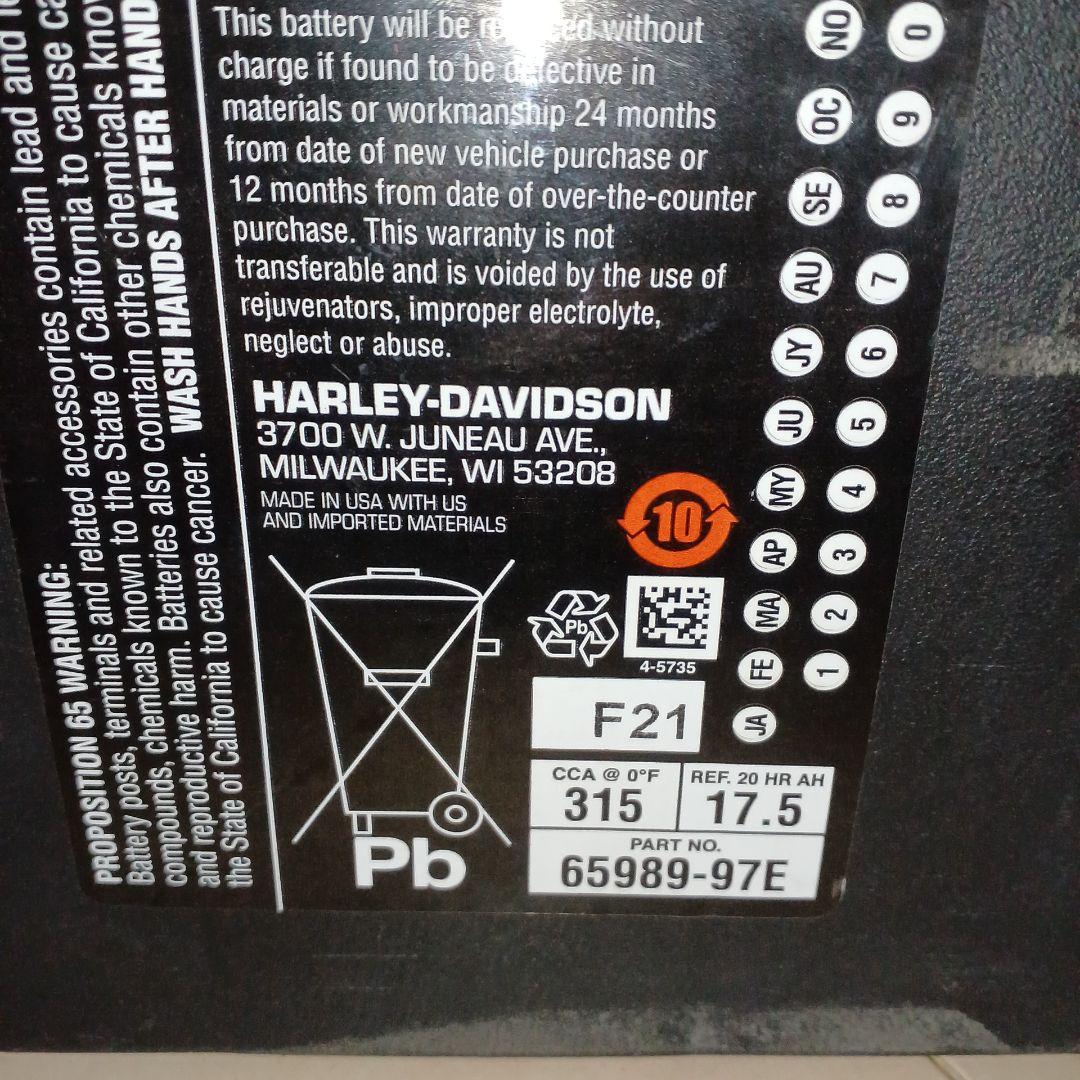 PROPOSITION 65 WARNING:
Battery posts, terminals and related accessories contain lead and
compounds, chemicals known to the State of California to cause
and reproductive harm. Batteries also contain other chemicals
the State of California to cause cancer. WASH HANDS AFTER
This battery will be without
charge if found to be defective in
materials or workmanship 24 months
from date of new vehicle purchase or
12 months from date of over-the-counter
purchase. This warranty is not
transferable and is voided by the use of
rejuvenators, improper electrolyte,
neglect or abuse.
HARLEY-DAVIDSON
3700 W. JUNEAU AVE.,
MILWAUKEE, WI 53208
MADE IN USA WITH US
AND IMPORTED MATERIALS
10
Pb
4-5735
F21
CCA @ 0°F
315
REF. 20 HR AH
17.5
PART NO.
65989-97E
Pb
NO 0
OC 9
SE 8
AU 7
JY 6
JU 5
MY 4
AP 3
MA 2
FE 1
JA